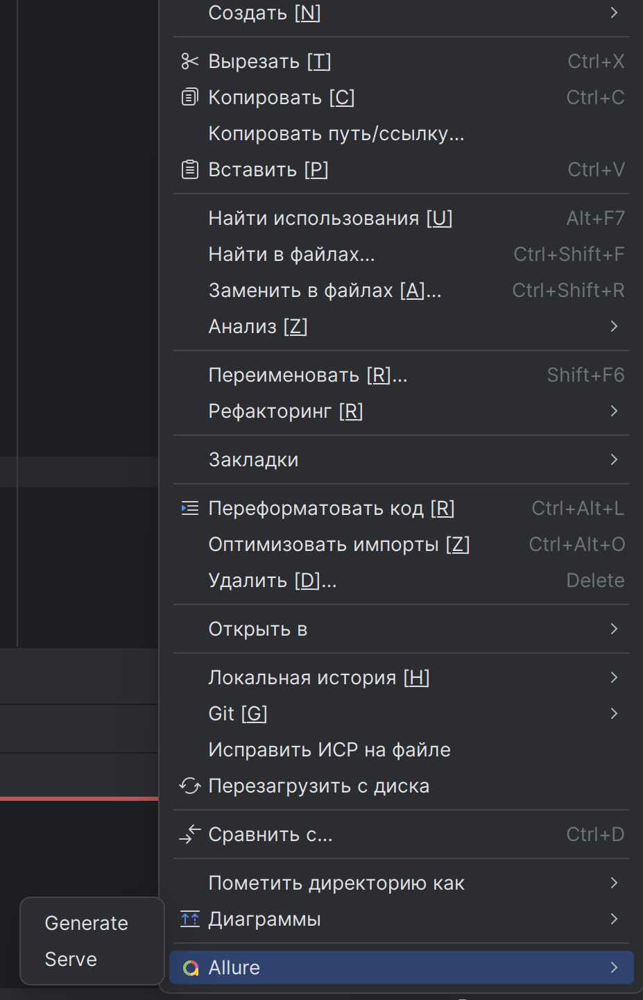 Создать [N]
Вырезать [T] Ctrl+X
Копировать [C] Ctrl+C
Копировать путь/ссылку...
Вставить [P] Ctrl+V
Найти использования [U] Alt+F7
Найти в файлах... Ctrl+Shift+F
Заменить в файлах [A]... Ctrl+Shift+R
Анализ [Z]
Переименовать [R]... Shift+F6
Рефакторинг [R]
Закладки
Переформатовать код [R] Ctrl+Alt+L
Оптимизовать импорты [Z] Ctrl+Alt+O
Удалить [D]... Delete
Открыть в
Локальная история [H]
Git [G]
Исправить ИСР на файле
Перезагрузить с диска
Сравнить с... Ctrl+D
Пометить директорию как
Диаграммы
Allure
Generate
Serve